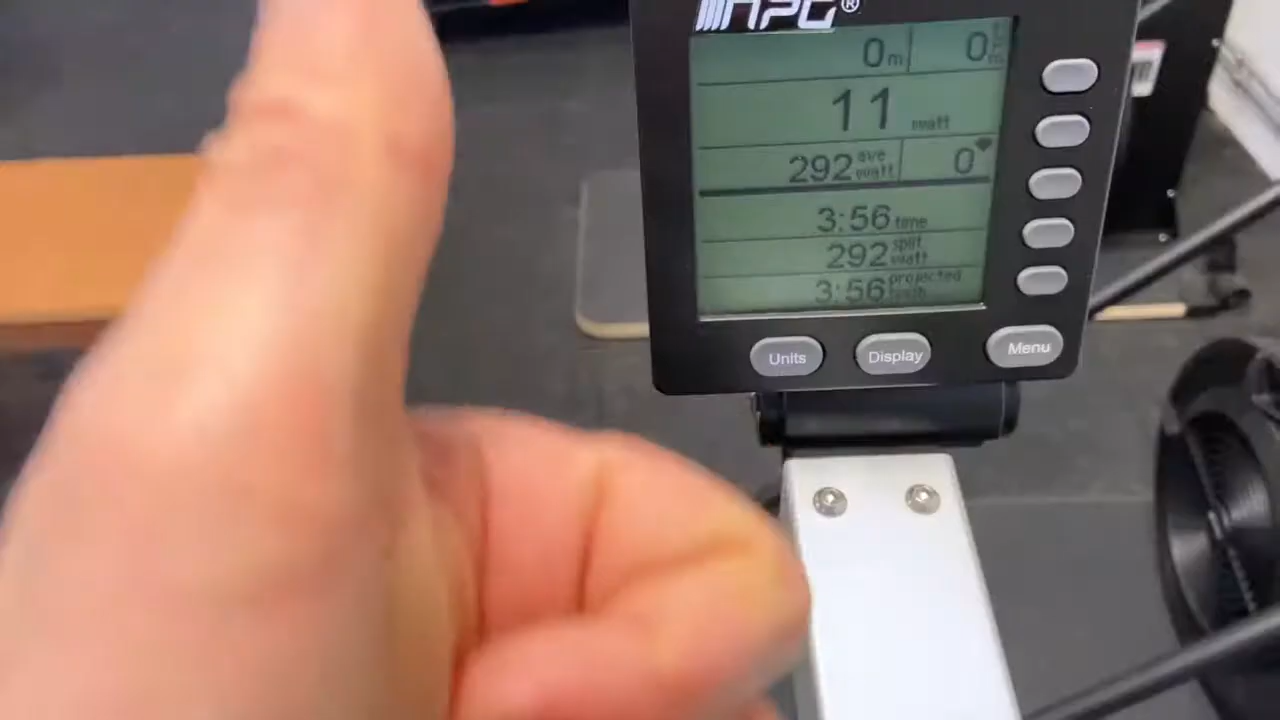 ®
0m 0
11 watt
292 ave watt 0
3:56 time
292 split watt
3:56 projected
Units Display Menu